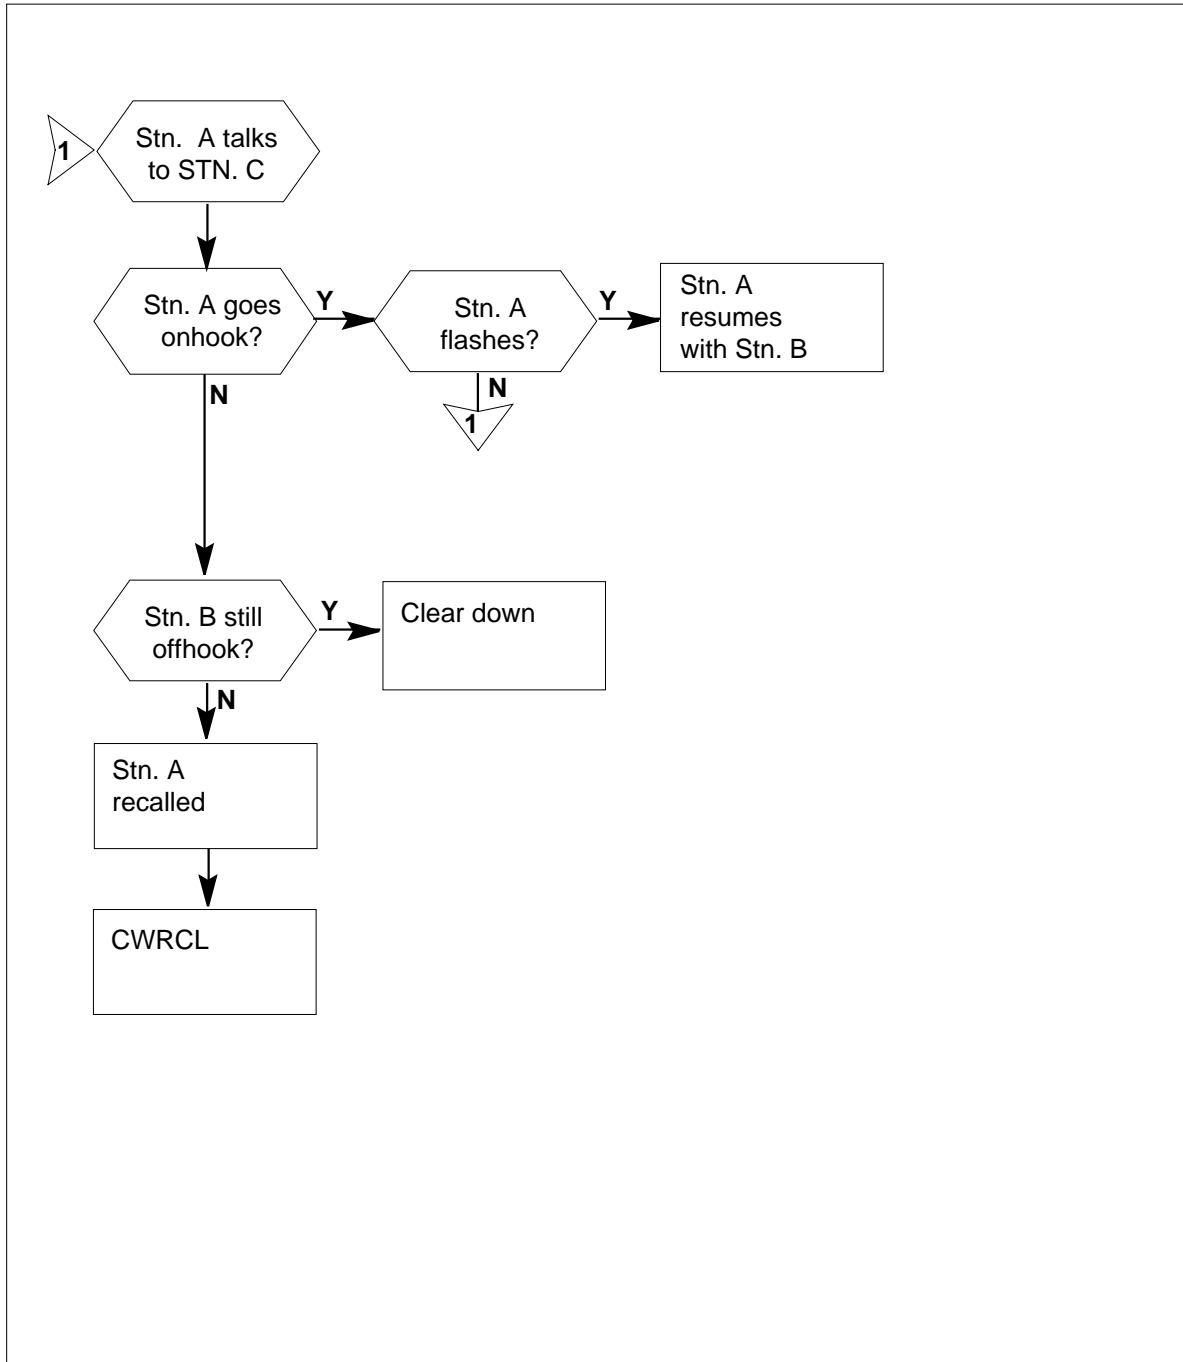 1
Stn. A talks
to STN. C
Stn. A goes
onhook?
Y
Stn. A
flashes?
Y
Stn. A
resumes
with Stn. B
N
N
1
Stn. B still
offhook?
Y
Clear down
N
Stn. A
recalled
CWRCL